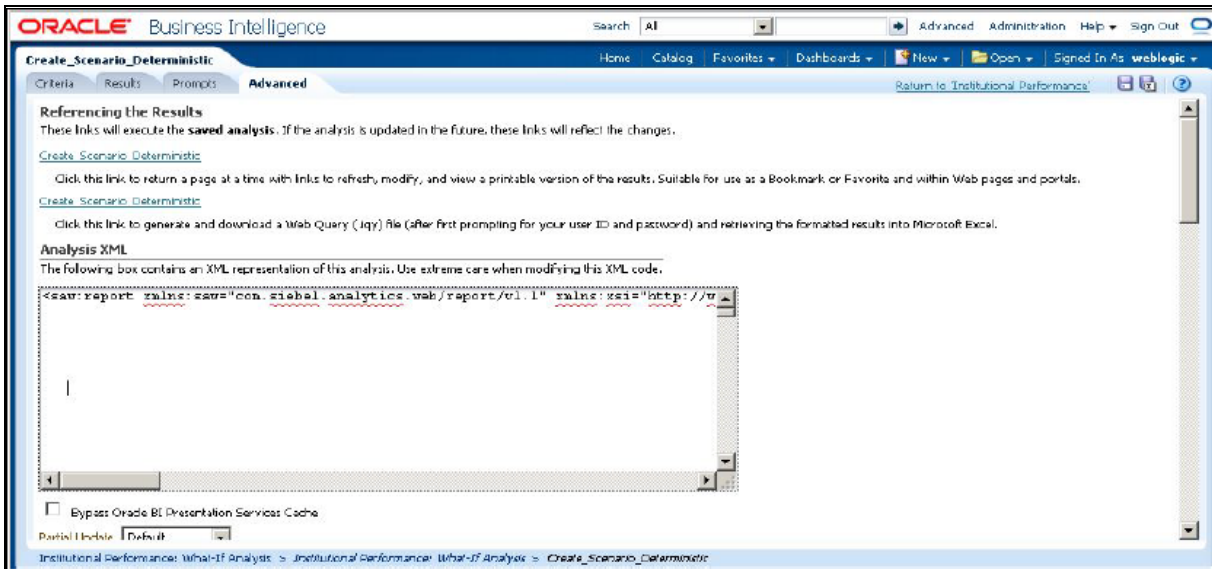 ORACLE Business Intelligence Search All Advanced Administration Help Sign Out
Create_Scenario_Deterministic Home Catalog Favorites Dashboards New Open Signed In As weblogic
Criteria Results Prompts Advanced Return to 'Institutional Performance'
Referencing the Results
These links will execute the saved analysis. If the analysis is updated in the future, these links will reflect the changes.
Create Scenario Deterministic
Click this link to return a page at a time with links to refresh, modify, and view a printable version of the results. Suitable for use as a Bookmark or Favorite and within Web pages and portals.
Create Scenario Deterministic
Click this link to generate and download a Web Query (.iqy) file (after first prompting for your user ID and password) and retrieving the formatted results into Microsoft Excel.
Analysis XML
The following box contains an XML representation of this analysis. Use extreme care when modifying this XML code.
<saw:report xmlns:saw="com.siebel.analytics.web/report/v1.1" xmlns:xsi="http://w
Bypass Oracle BI Presentation Services Cache
Partial Update Default
Institutional Performance: What-If Analysis > Institutional Performance: What-If Analysis > Create_Scenario_Deterministic